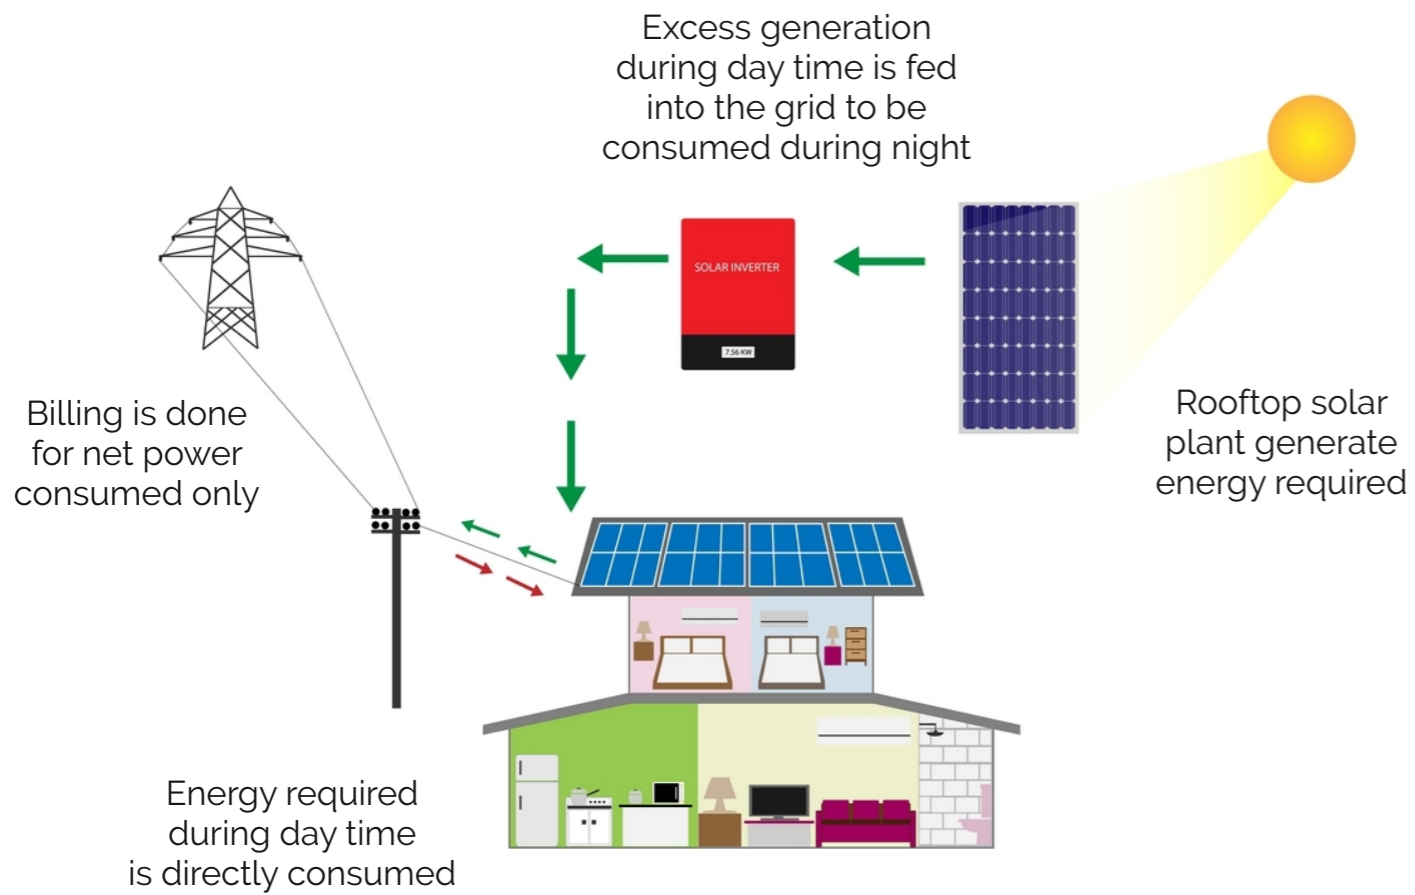 Excess generation
during day time is fed
into the grid to be
consumed during night
SOLAR INVERTER
7.56 KW
Billing is done
for net power
consumed only
Rooftop solar
plant generate
energy required
Energy required
during day time
is directly consumed